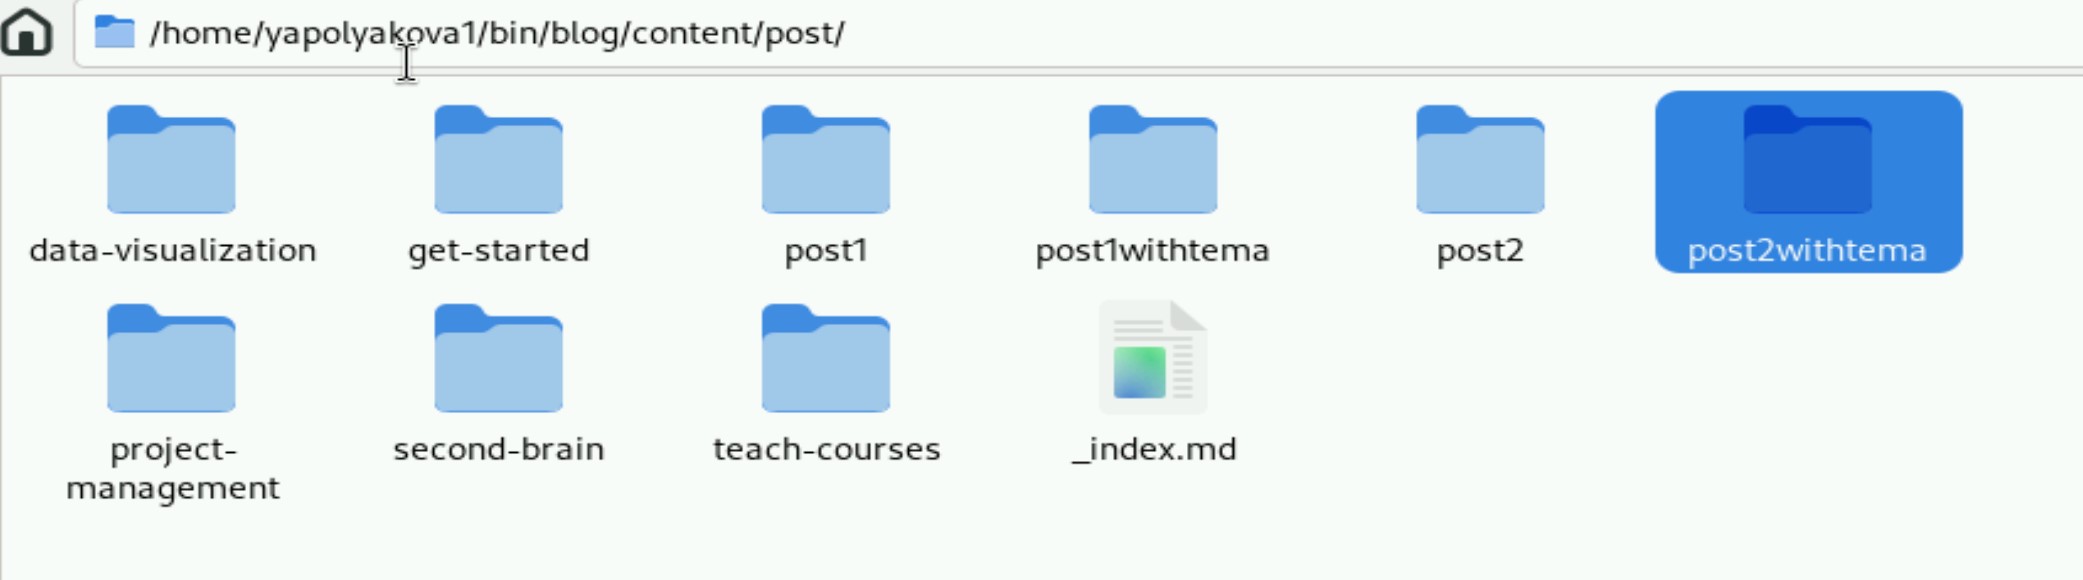 /home/yapolyakova1/bin/blog/content/post/
data-visualization
get-started
post1
post1withtema
post2
post2withtema
project-
management
second-brain
teach-courses
_index.md